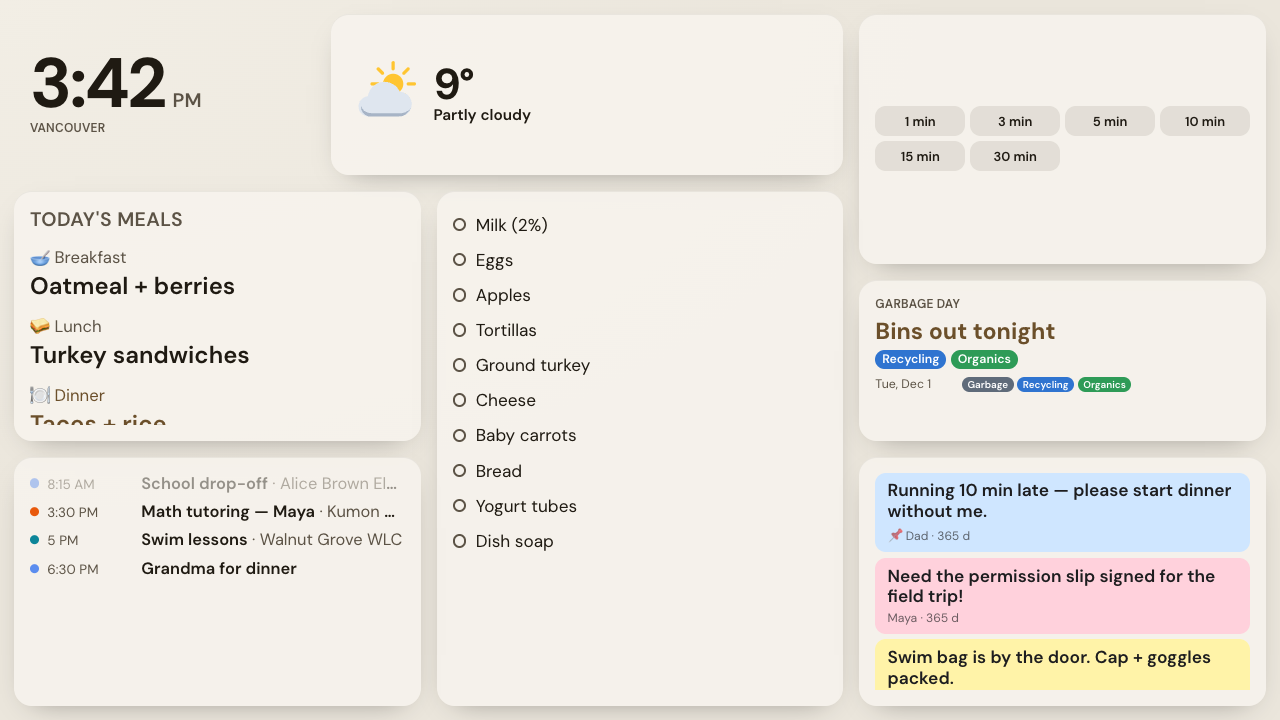 3:42 PM
VANCOUVER
9°
Partly cloudy
1 min
3 min
5 min
10 min
15 min
30 min
TODAY'S MEALS
Breakfast
Oatmeal + berries
Lunch
Turkey sandwiches
Dinner
Tacos + rice
Milk (2%)
Eggs
Apples
Tortillas
Ground turkey
Cheese
Baby carrots
Bread
Yogurt tubes
Dish soap
GARBAGE DAY
Bins out tonight
Recycling Organics
Tue, Dec 1 Garbage Recycling Organics
8:15 AM School drop-off · Alice Brown El…
3:30 PM Math tutoring — Maya · Kumon …
5 PM Swim lessons · Walnut Grove WLC
6:30 PM Grandma for dinner
Running 10 min late — please start dinner
without me.
Dad · 365 d
Need the permission slip signed for the
field trip!
Maya · 365 d
Swim bag is by the door. Cap + goggles
packed.